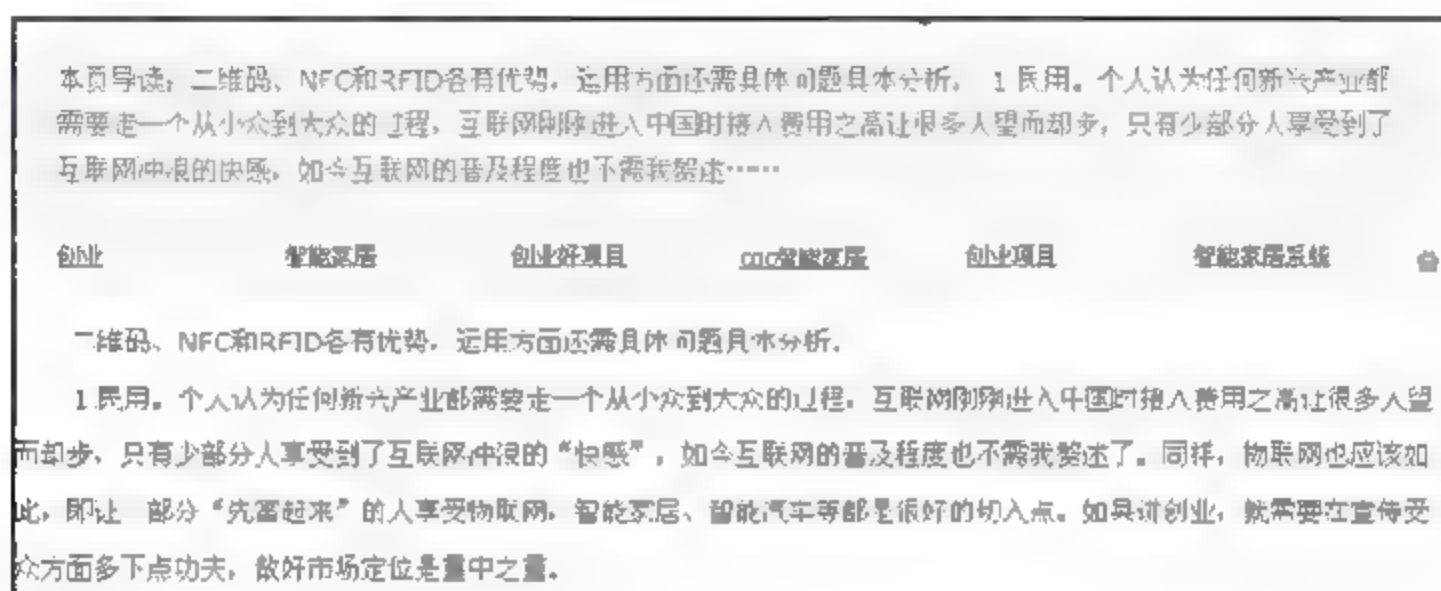 本页导读：二维码、NFC和RFID各有优势，运用方面还需具体问题具体分析。 1 民用。个人认为任何新兴产业都
需要走一个从小众到大众的过程，互联网刚刚进入中国时接入费用之高让很多人望而却步，只有少部分人享受到了
互联网冲浪的快感，如今互联网的普及程度也不需我赘述……
创业 智能家居 创业好项目 智能家居 创业项目 智能家居系统
二维码、NFC和RFID各有优势，运用方面还需具体问题具体分析。
1 民用。个人认为任何新兴产业都需要走一个从小众到大众的过程，互联网刚刚进入中国时接入费用之高让很多人望
而却步，只有少部分人享受到了互联网冲浪的“快感”，如今互联网的普及程度也不需我赘述了。同样，物联网也应该如
此，即让一部分“先富起来”的人享受物联网，智能家居、智能汽车等都是很好的切入点。如具讲创业，就需要在宣传受
众方面多下点功夫，做好市场定位是重中之重。